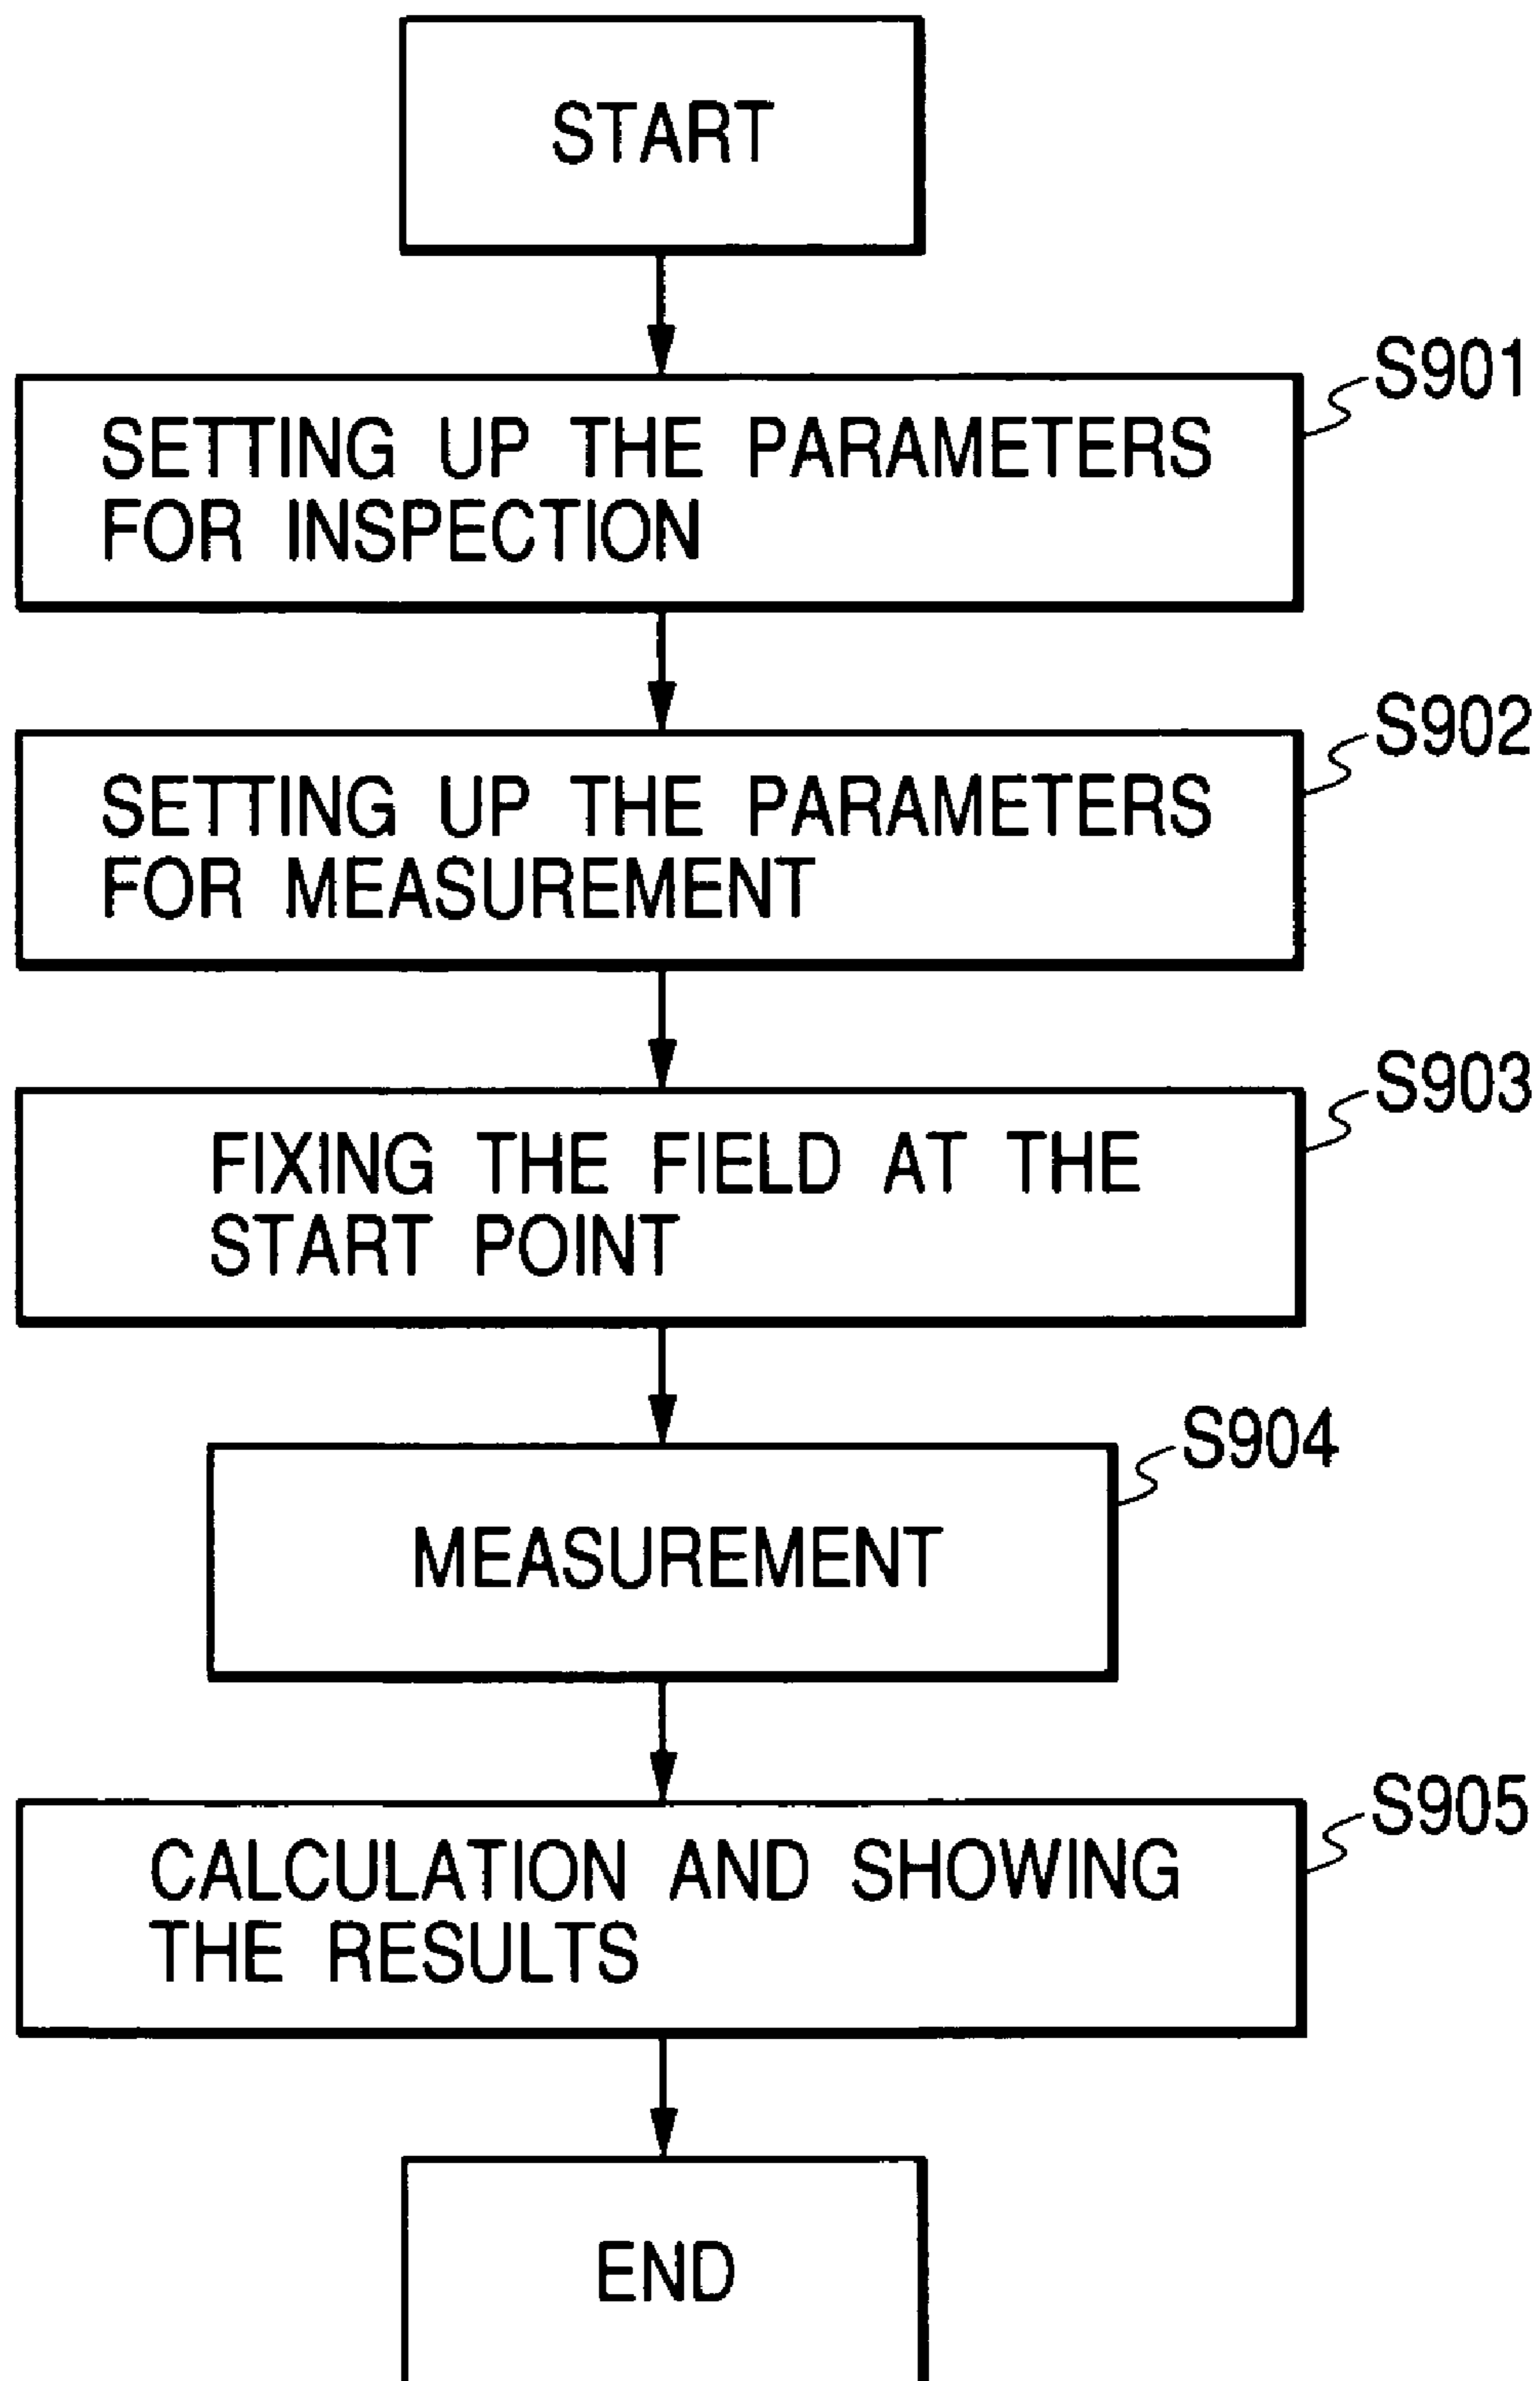 START
S901
SETTING UP THE PARAMETERS
FOR INSPECTION
S902
SETTING UP THE PARAMETERS
FOR MEASUREMENT
S903
FIXING THE FIELD AT THE
START POINT
S904
MEASUREMENT
S905
CALCULATION AND SHOWING
THE RESULTS
END